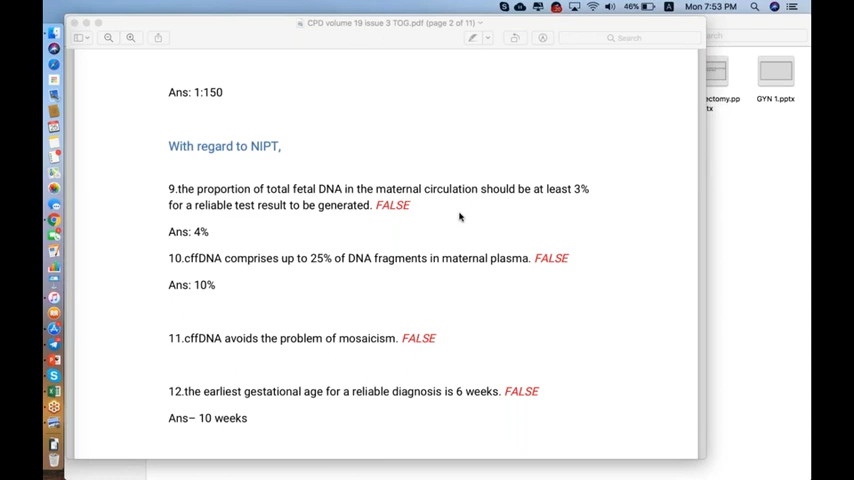 46%
A
Mon 7:53 PM
CPD volume 19 issue 3 TOG.pdf (page 2 of 11)
Search
Ans: 1:150
With regard to NIPT,
9.the proportion of total fetal DNA in the maternal circulation should be at least 3%
for a reliable test result to be generated. FALSE
Ans: 4%
10.cffDNA comprises up to 25% of DNA fragments in maternal plasma. FALSE
Ans: 10%
11.cffDNA avoids the problem of mosaicism. FALSE
12.the earliest gestational age for a reliable diagnosis is 6 weeks. FALSE
Ans– 10 weeks
ectomy.pp
tx
GYN 1.pptx